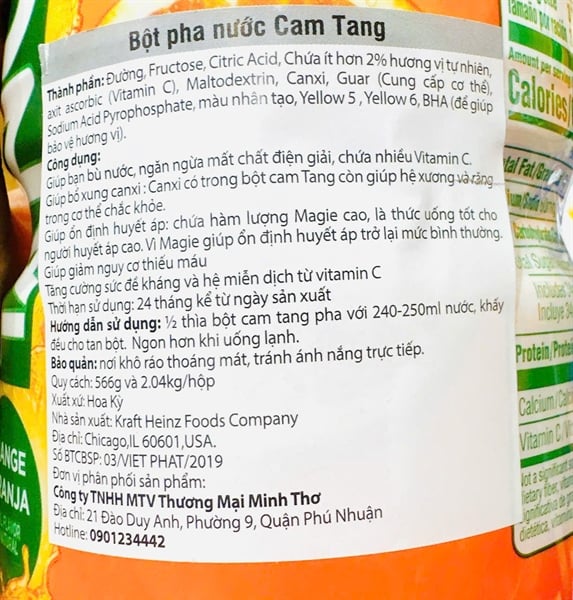 Bột pha nước Cam Tang
Thành phần: Đường, Fructose, Citric Acid, Chứa ít hơn 2% hương vị tự nhiên,
axit ascorbic (Vitamin C), Maltodextrin, Canxi, Guar (Cung cấp cơ thể),
Sodium Acid Pyrophosphate, màu nhân tạo, Yellow 5 , Yellow 6, BHA (để giúp
bảo vệ hương vị).
Công dụng:
Giúp bạn bù nước, ngăn ngừa mất chất điện giải, chứa nhiều Vitamin C.
Giúp bổ xung canxi : Canxi có trong bột cam Tang còn giúp hệ xương và răng
trong cơ thể chắc khỏe.
Giúp ổn định huyết áp: chứa hàm lượng Magie cao, là thức uống tốt cho
người huyết áp cao. Vì Magie giúp ổn định huyết áp trở lại mức bình thường.
Giúp giảm nguy cơ thiếu máu
Tăng cường sức đề kháng và hệ miễn dịch từ vitamin C
Thời hạn sử dụng: 24 tháng kể từ ngày sản xuất
Hướng dẫn sử dụng: ½ thìa bột cam tang pha với 240-250ml nước, khấy
đều cho tan bột. Ngon hơn khi uống lạnh.
Bảo quản: nơi khô ráo thoáng mát, tránh ánh nắng trực tiếp.
Quy cách: 566g và 2.04kg/hộp
Xuất xứ: Hoa Kỳ
Nhà sản xuất: Kraft Heinz Foods Company
Địa chỉ: Chicago,IL 60601,USA.
Số BTCBSP: 03/VIET PHAT/2019
Đơn vị phân phối sản phẩm:
Công ty TNHH MTV Thương Mại Minh Thơ
Địa chỉ: 21 Đào Duy Anh, Phường 9, Quận Phú Nhuận
Hotline: 0901234442
ANGE
RANJA
Tamaño por
Amount per
Calories/
Fat/
Includes
Incluye
Protein/
Calcium/
Vitamin C/
Not a significant